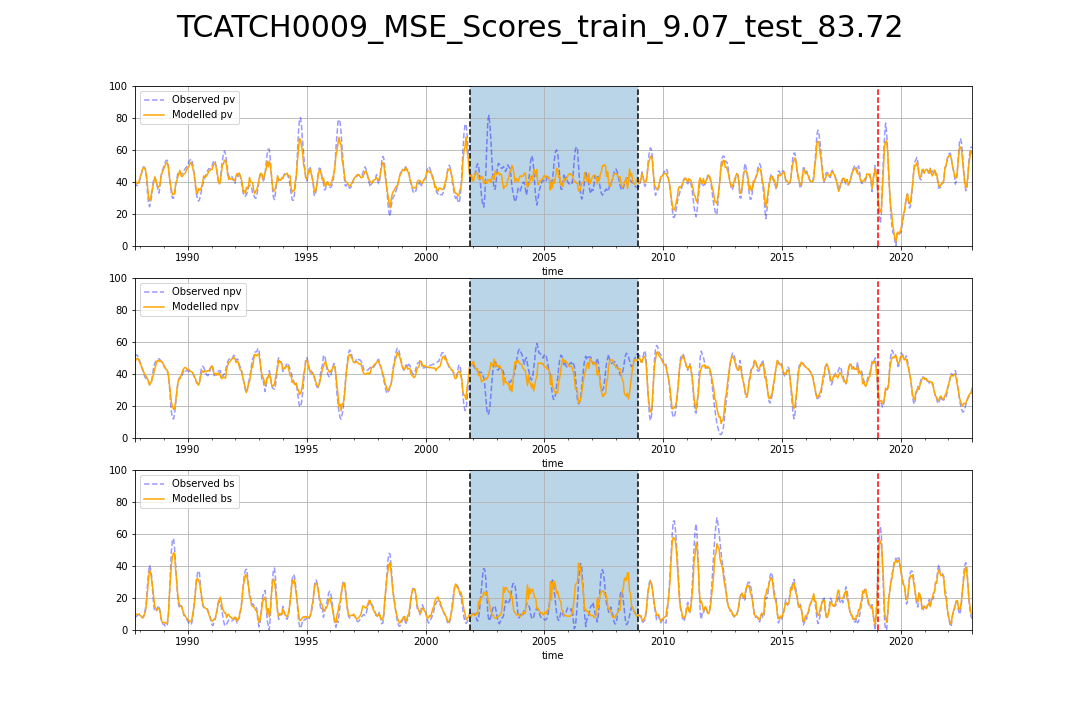 TCATCH0009_MSE_Scores_train_9.07_test_83.72
100
80
60
40
20
0
Observed pv
Modelled pv
1990 1995 2000 2005 2010 2015 2020
time
100
80
60
40
20
0
Observed npv
Modelled npv
1990 1995 2000 2005 2010 2015 2020
time
100
80
60
40
20
0
Observed bs
Modelled bs
1990 1995 2000 2005 2010 2015 2020
time